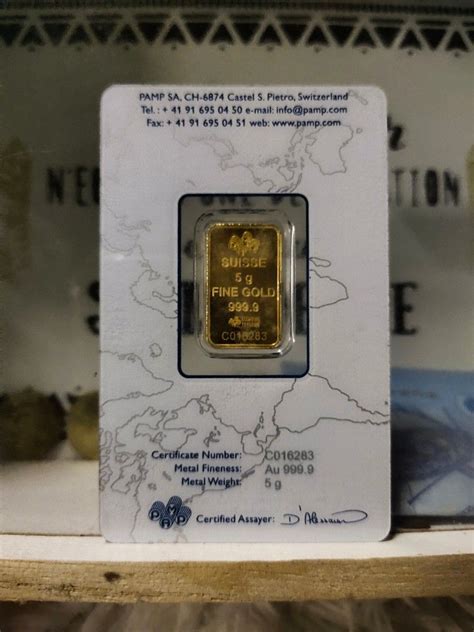 PAMP SA, CH-6874 Castel S. Pietro, Switzerland
Tel. : + 41 91 695 04 50 e-mail: info@pamp.com
Fax: + 41 91 695 04 51 web: www.pamp.com
N'E
ATION
S
E
SUISSE
5 g
FINE GOLD
999.9
C016283
Certificate Number: C016283
Metal Fineness: Au 999.9
Metal Weight: 5 g
PAMP
Certified Assayer: